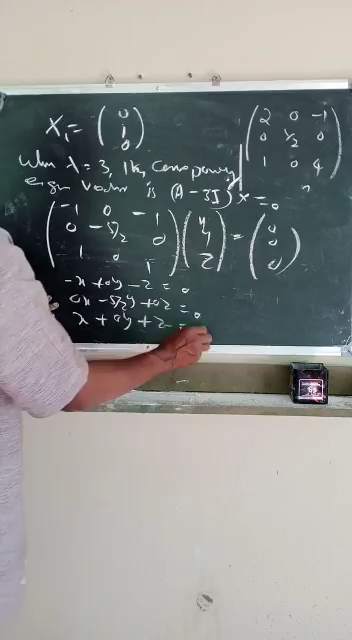 X₁ = (0 1 0)
(2 0 -1
0 1/2 0
1 0 4)
When λ = 3, the
eigen vector is (A - 3I) x = 0
(-1 0 -1
0 -5/2 0
1 0 1) (x y z) = (0 0 0)
-x + 0y - z = 0
0x - 5/2y + 0z = 0
x + 0y + z = 0